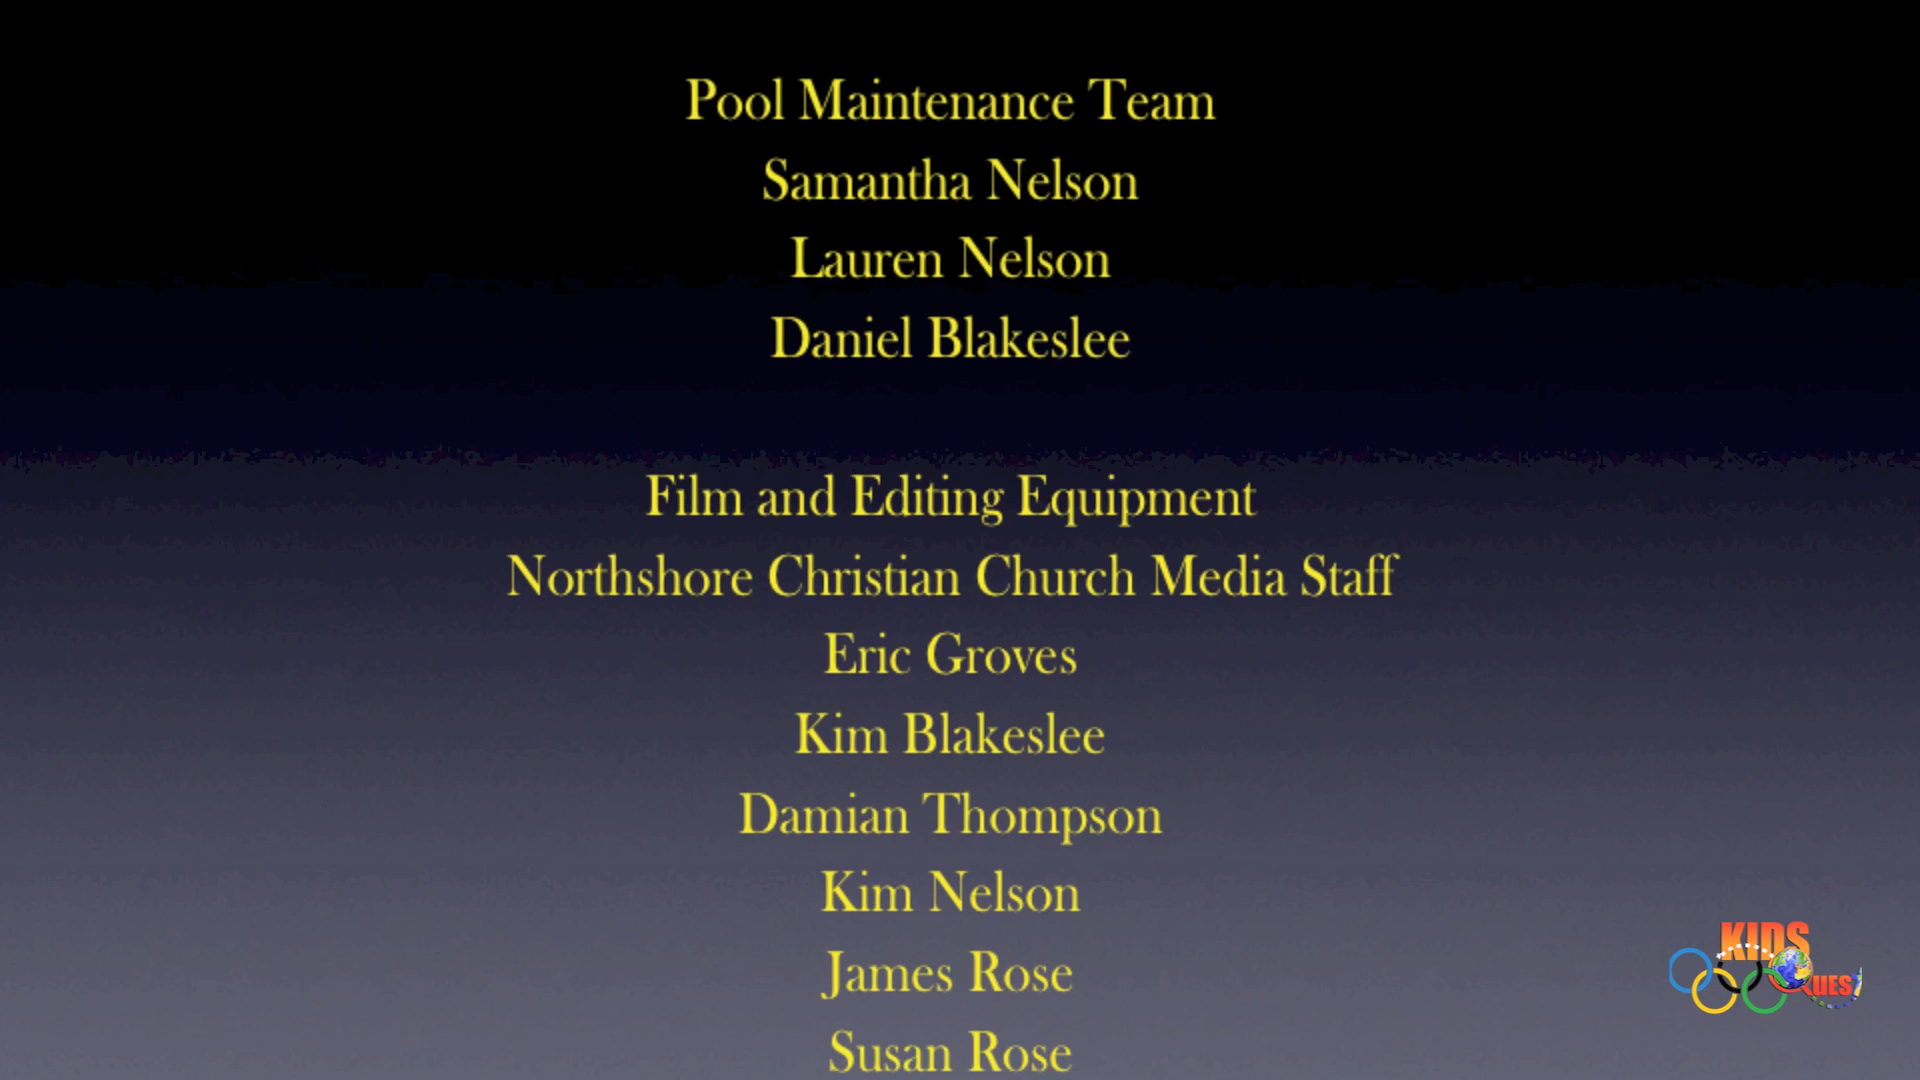 Pool Maintenance Team
Samantha Nelson
Lauren Nelson
Daniel Blakeslee
Film and Editing Equipment
Northshore Christian Church Media Staff
Eric Groves
Kim Blakeslee
Damian Thompson
Kim Nelson
James Rose
Susan Rose
KIDS
QUEST